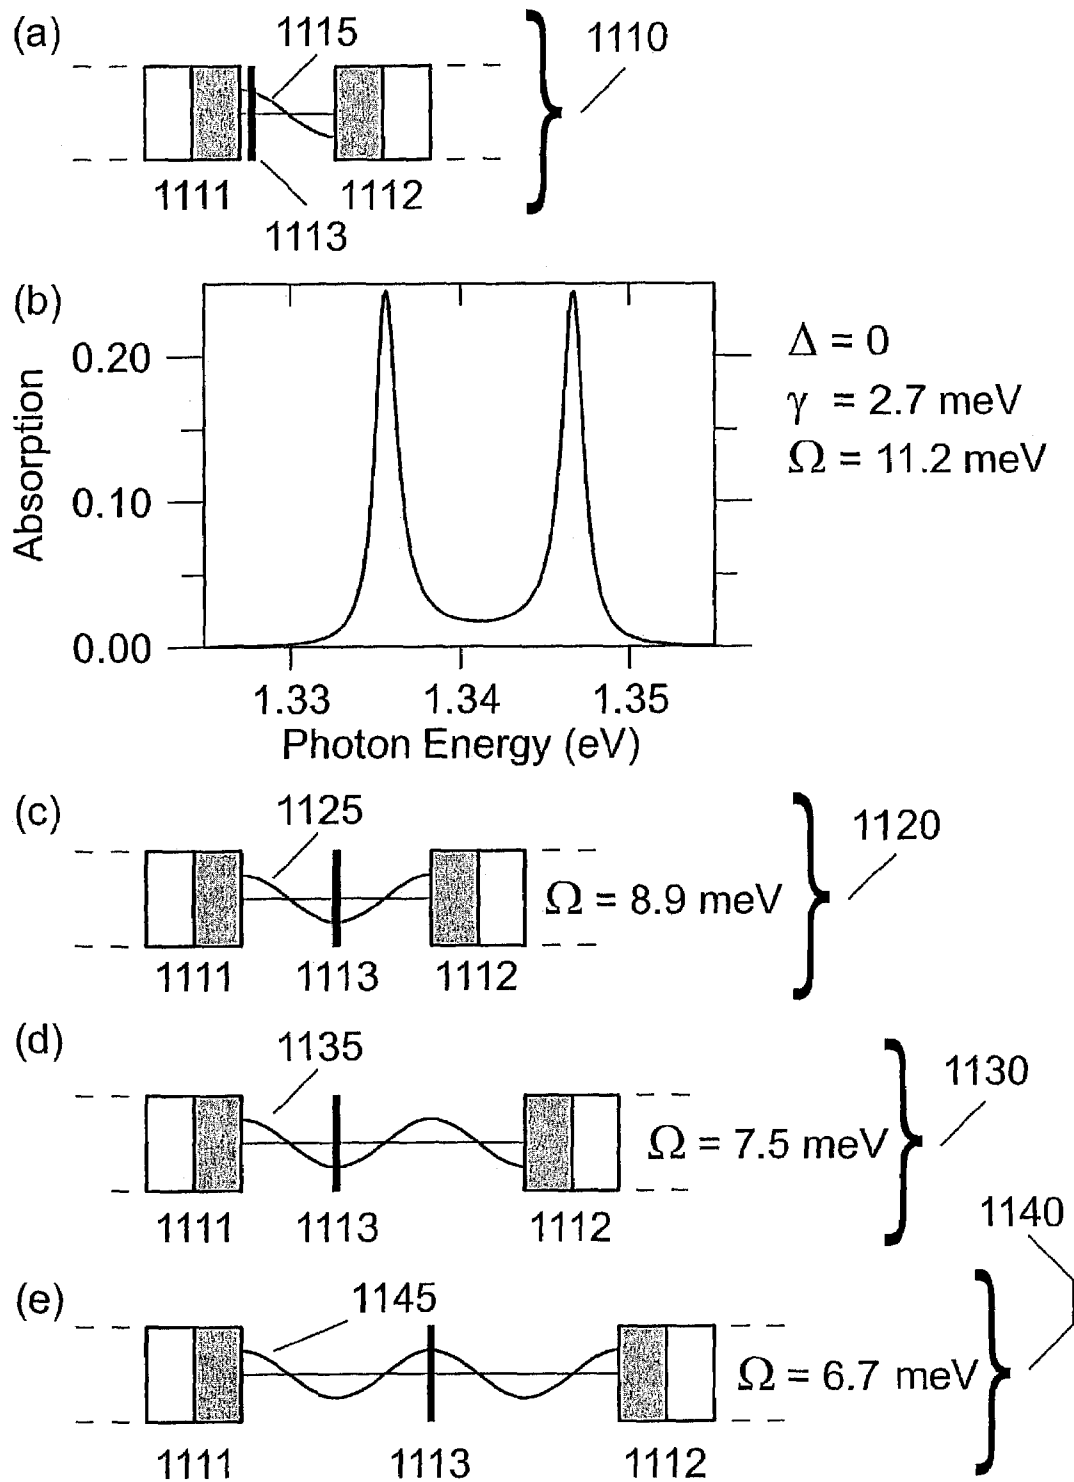 (a)
1115
1110
1111
1112
1113
(b)
Absorption
0.20
0.10
0.00
1.33
1.34
1.35
Photon Energy (eV)
Δ = 0
γ = 2.7 meV
Ω = 11.2 meV
(c)
1125
1120
Ω = 8.9 meV
1111
1113
1112
(d)
1135
1130
Ω = 7.5 meV
1111
1113
1112
1140
(e)
1145
Ω = 6.7 meV
1111
1113
1112